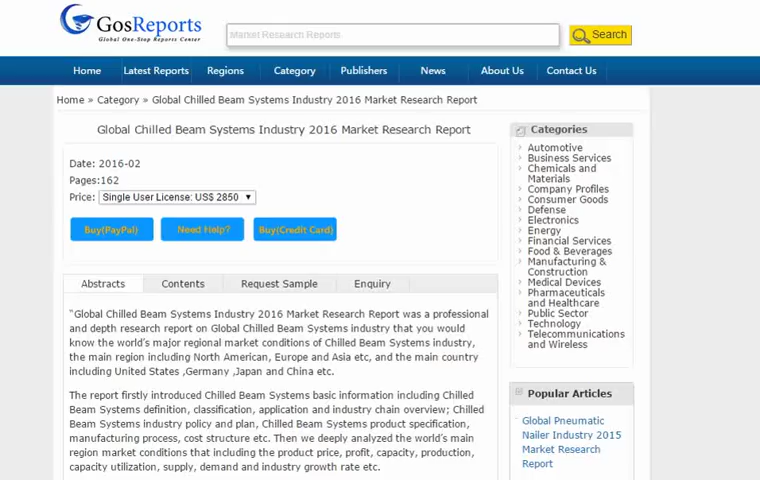 GosReports
Global One-Stop Reports Center
Market Research Reports
Search
Home Latest Reports Regions Category Publishers News About Us Contact Us
Home » Category » Global Chilled Beam Systems Industry 2016 Market Research Report
Global Chilled Beam Systems Industry 2016 Market Research Report
Date: 2016-02
Pages:162
Price: Single User License: US$ 2850
Buy(PayPal) Need Help? Buy(Credit Card)
Abstracts Contents Request Sample Enquiry
"Global Chilled Beam Systems Industry 2016 Market Research Report was a professional
and depth research report on Global Chilled Beam Systems industry that you would
know the world's major regional market conditions of Chilled Beam Systems industry,
the main region including North American, Europe and Asia etc, and the main country
including United States ,Germany ,Japan and China etc.
The report firstly introduced Chilled Beam Systems basic information including Chilled
Beam Systems definition, classification, application and industry chain overview; Chilled
Beam Systems industry policy and plan, Chilled Beam Systems product specification,
manufacturing process, cost structure etc. Then we deeply analyzed the world's main
region market conditions that including the product price, profit, capacity, production,
capacity utilization, supply, demand and industry growth rate etc.
Categories
Automotive
Business Services
Chemicals and
Materials
Company Profiles
Consumer Goods
Defense
Electronics
Energy
Financial Services
Food & Beverages
Manufacturing &
Construction
Medical Devices
Pharmaceuticals
and Healthcare
Public Sector
Technology
Telecommunications
and Wireless
Popular Articles
Global Pneumatic
Nailer Industry 2015
Market Research
Report